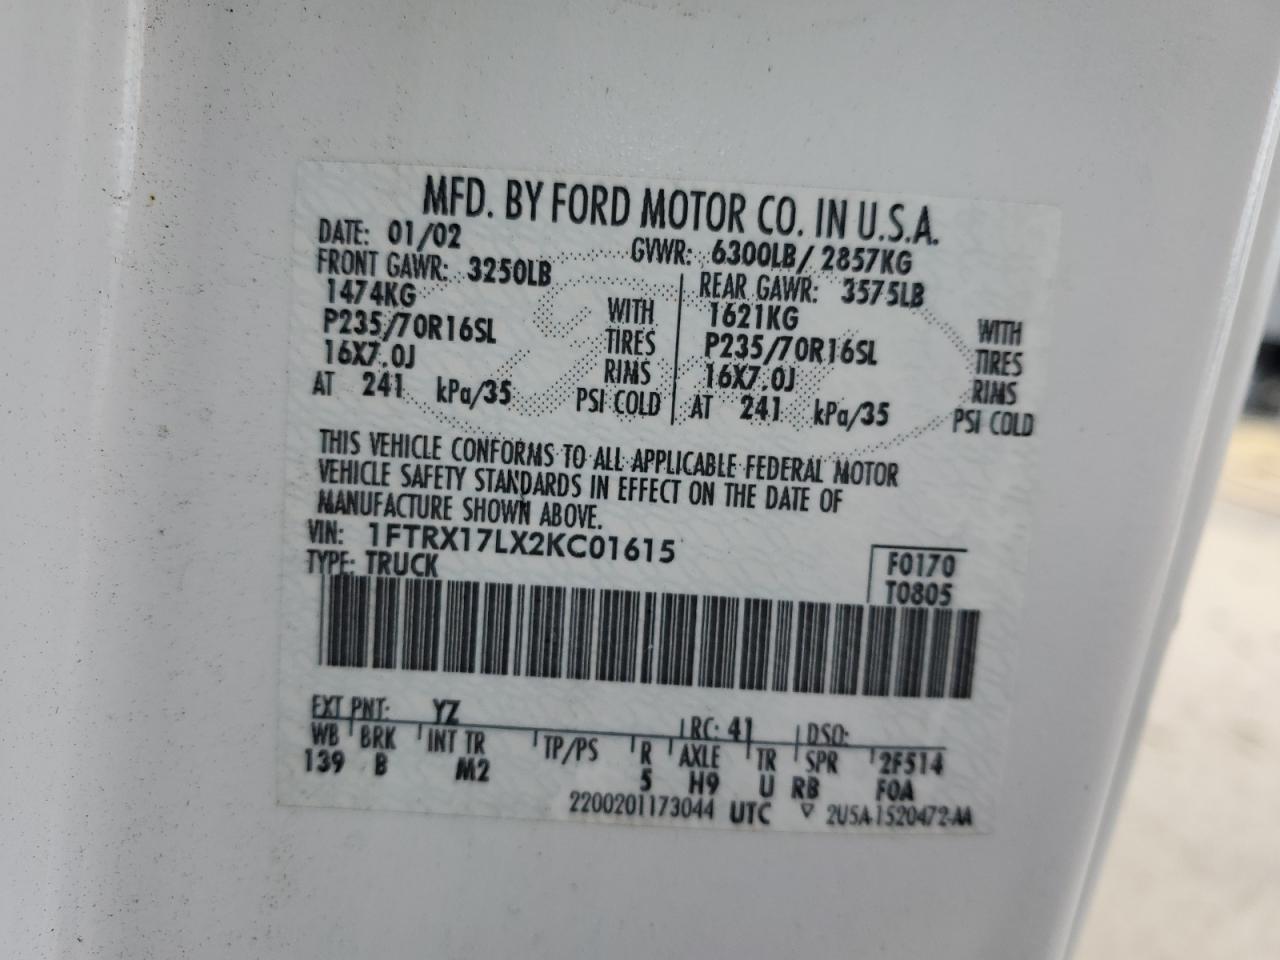 MFD. BY FORD MOTOR CO. IN U.S.A.
DATE: 01/02 GVWR: 6300LB/ 2857KG
FRONT GAWR: 3250LB REAR GAWR: 3575LB
1474KG WITH 1621KG WITH
P235/70R16SL TIRES P235/70R16SL TIRES
16X7.0J RIMS 16X7.0J RIMS
AT 241 kPa/35 PSI COLD AT 241 kPa/35 PSI COLD
THIS VEHICLE CONFORMS TO ALL APPLICABLE FEDERAL MOTOR
VEHICLE SAFETY STANDARDS IN EFFECT ON THE DATE OF
MANUFACTURE SHOWN ABOVE.
VIN: 1FTRX17LX2KC01615
TYPE: TRUCK
F0170
T0805
EXT PNT: YZ RC: 41 DSO:
WB BRK INT TR TP/PS R AXLE TR SPR 2F514
139 B M2 5 H9 U RB FOA
2200201173044 UTC ▽ 2U5A-1520472-AA